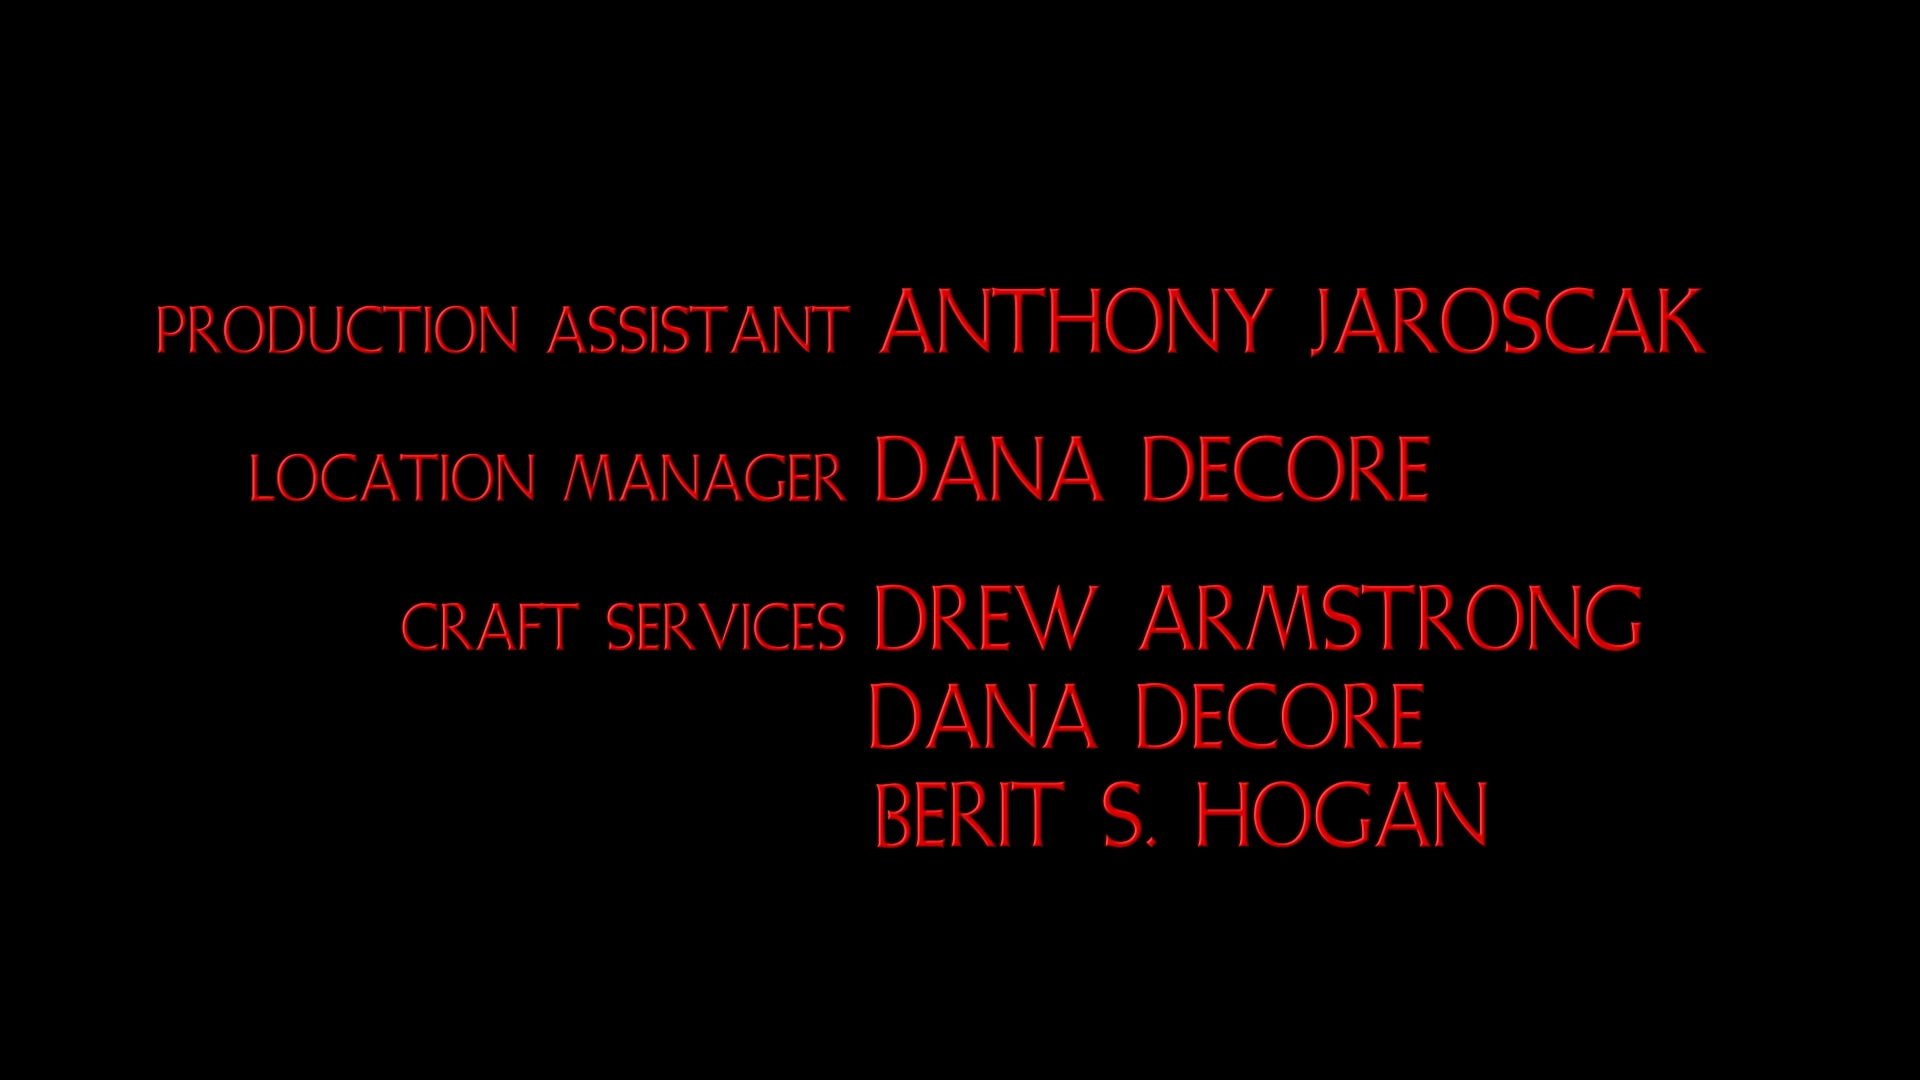 PRODUCTION ASSISTANT ANTHONY JAROSCAK
LOCATION MANAGER DANA DECORE
CRAFT SERVICES DREW ARMSTRONG
DANA DECORE
BERIT S. HOGAN